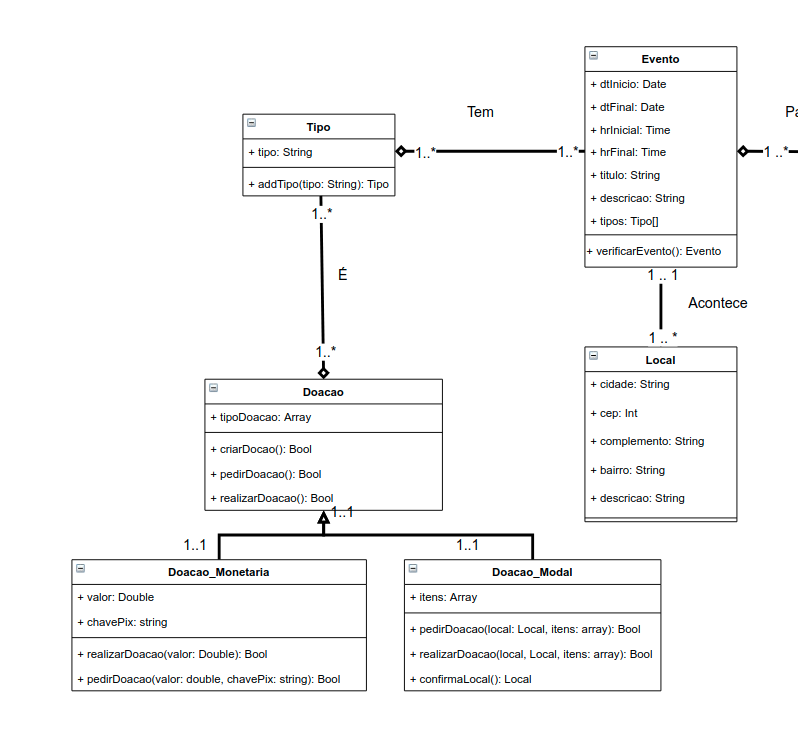 Evento
+ dtInicio: Date
+ dtFinal: Date
+ hrInicial: Time
+ hrFinal: Time
+ titulo: String
+ descricao: String
+ tipos: Tipo[]
+ verificarEvento(): Evento
Tem
Pa
Tipo
+ tipo: String
+ addTipo(tipo: String): Tipo
1..*
1..*
1 ..*
1..*
É
1..*
1 .. 1
Acontece
1 .. *
Local
+ cidade: String
+ cep: Int
+ complemento: String
+ bairro: String
+ descricao: String
Doacao
+ tipoDoacao: Array
+ criarDocao(): Bool
+ pedirDoacao(): Bool
+ realizarDoacao(): Bool
1..1
1..1
1..1
Doacao_Monetaria
+ valor: Double
+ chavePix: string
+ realizarDoacao(valor: Double): Bool
+ pedirDoacao(valor: double, chavePix: string): Bool
Doacao_Modal
+ itens: Array
+ pedirDoacao(local: Local, itens: array): Bool
+ realizarDoacao(local, Local, itens: array): Bool
+ confirmaLocal(): Local